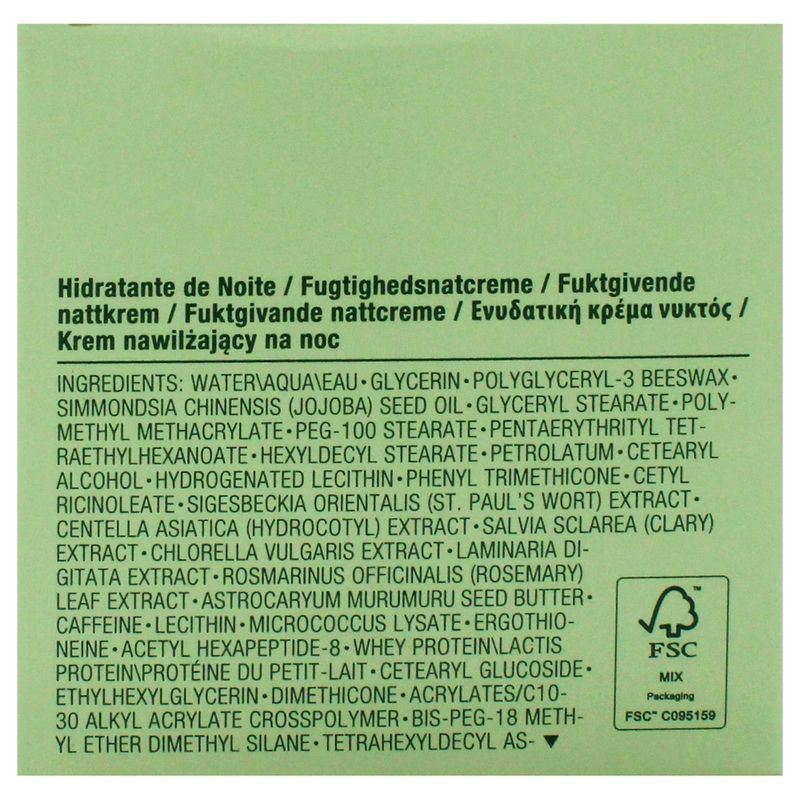 Hidratante de Noite / Fugtighedsnatcreme / Fuktgivende
nattkrem / Fuktgivande nattcreme / Ενυδατική κρέμα νυκτός /
Krem nawilżający na noc
INGREDIENTS: WATER\AQUA\EAU • GLYCERIN • POLYGLYCERYL-3 BEESWAX •
SIMMONDSIA CHINENSIS (JOJOBA) SEED OIL • GLYCERYL STEARATE • POLY-
METHYL METHACRYLATE • PEG-100 STEARATE • PENTAERYTHRITYL TET-
RAETHYLHEXANOATE • HEXYLDECYL STEARATE • PETROLATUM • CETEARYL
ALCOHOL • HYDROGENATED LECITHIN • PHENYL TRIMETHICONE • CETYL
RICINOLEATE • SIGESBECKIA ORIENTALIS (ST. PAUL'S WORT) EXTRACT •
CENTELLA ASIATICA (HYDROCOTYL) EXTRACT • SALVIA SCLAREA (CLARY)
EXTRACT • CHLORELLA VULGARIS EXTRACT • LAMINARIA DI-
GITATA EXTRACT • ROSMARINUS OFFICINALIS (ROSEMARY)
LEAF EXTRACT • ASTROCARYUM MURUMURU SEED BUTTER •
CAFFEINE • LECITHIN • MICROCOCCUS LYSATE • ERGOTHIO-
NEINE • ACETYL HEXAPEPTIDE-8 • WHEY PROTEIN\LACTIS
PROTEIN\PROTÉINE DU PETIT-LAIT • CETEARYL GLUCOSIDE •
ETHYLHEXYLGLYCERIN • DIMETHICONE • ACRYLATES/C10-
30 ALKYL ACRYLATE CROSSPOLYMER • BIS-PEG-18 METH-
YL ETHER DIMETHYL SILANE • TETRAHEXYLDECYL AS- ▼
™
FSC
MIX
Packaging
FSC™ C095159